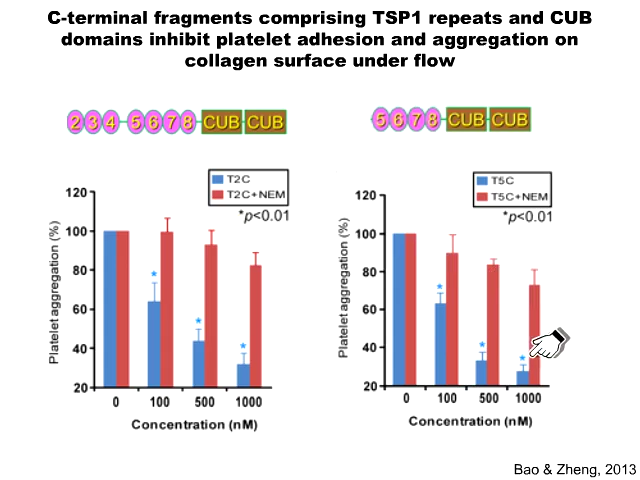 C-terminal fragments comprising TSP1 repeats and CUB
domains inhibit platelet adhesion and aggregation on
collagen surface under flow
2 3 4 5 6 7 8 CUB CUB
5 6 7 8 CUB CUB
T2C
T2C+NEM
*p<0.01
Platelet aggregation (%)
120
100
80
60
40
20
* * *
0 100 500 1000
Concentration (nM)
T5C
T5C+NEM
*p<0.01
Platelet aggregation (%)
120
100
80
60
40
20
* * *
0 100 500 1000
Concentration (nM)
Bao & Zheng, 2013